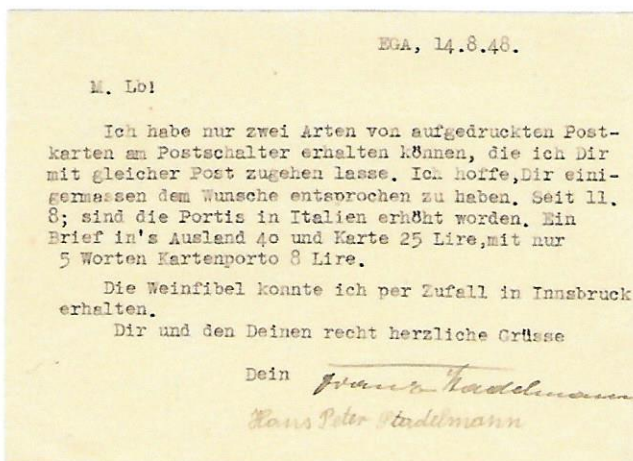 EGA, 14.8.48.
M. Lb!
Ich habe nur zwei Arten von aufgedruckten Post-
karten am Postschalter erhalten können, die ich Dir
mit gleicher Post zugehen lasse. Ich hoffe,Dir eini-
germassen dem Wunsche entsprochen zu haben. Seit 11.
8; sind die Portis in Italien erhöht worden. Ein
Brief in's Ausland 40 und Karte 25 Lire,mit nur
5 Worten Kartenporto 8 Lire.
Die Weinfibel konnte ich per Zufall in Innsbruck
erhalten.
Dir und den Deinen recht herzliche Grüsse
Dein Franz Stadelmann
Hans Peter Stadelmann